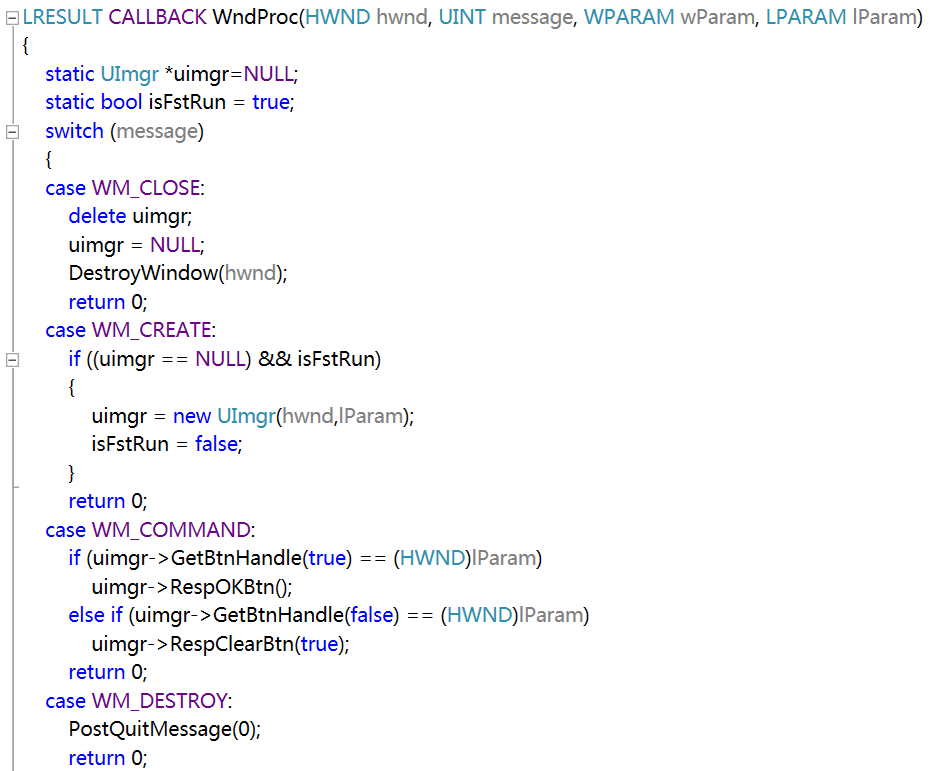 LRESULT CALLBACK WndProc(HWND hwnd, UINT message, WPARAM wParam, LPARAM lParam)
{
static UImgr *uimgr=NULL;
static bool isFstRun = true;
switch (message)
{
case WM_CLOSE:
delete uimgr;
uimgr = NULL;
DestroyWindow(hwnd);
return 0;
case WM_CREATE:
if ((uimgr == NULL) && isFstRun)
{
uimgr = new UImgr(hwnd,lParam);
isFstRun = false;
}
return 0;
case WM_COMMAND:
if (uimgr->GetBtnHandle(true) == (HWND)lParam)
uimgr->RespOKBtn();
else if (uimgr->GetBtnHandle(false) == (HWND)lParam)
uimgr->RespClearBtn(true);
return 0;
case WM_DESTROY:
PostQuitMessage(0);
return 0;